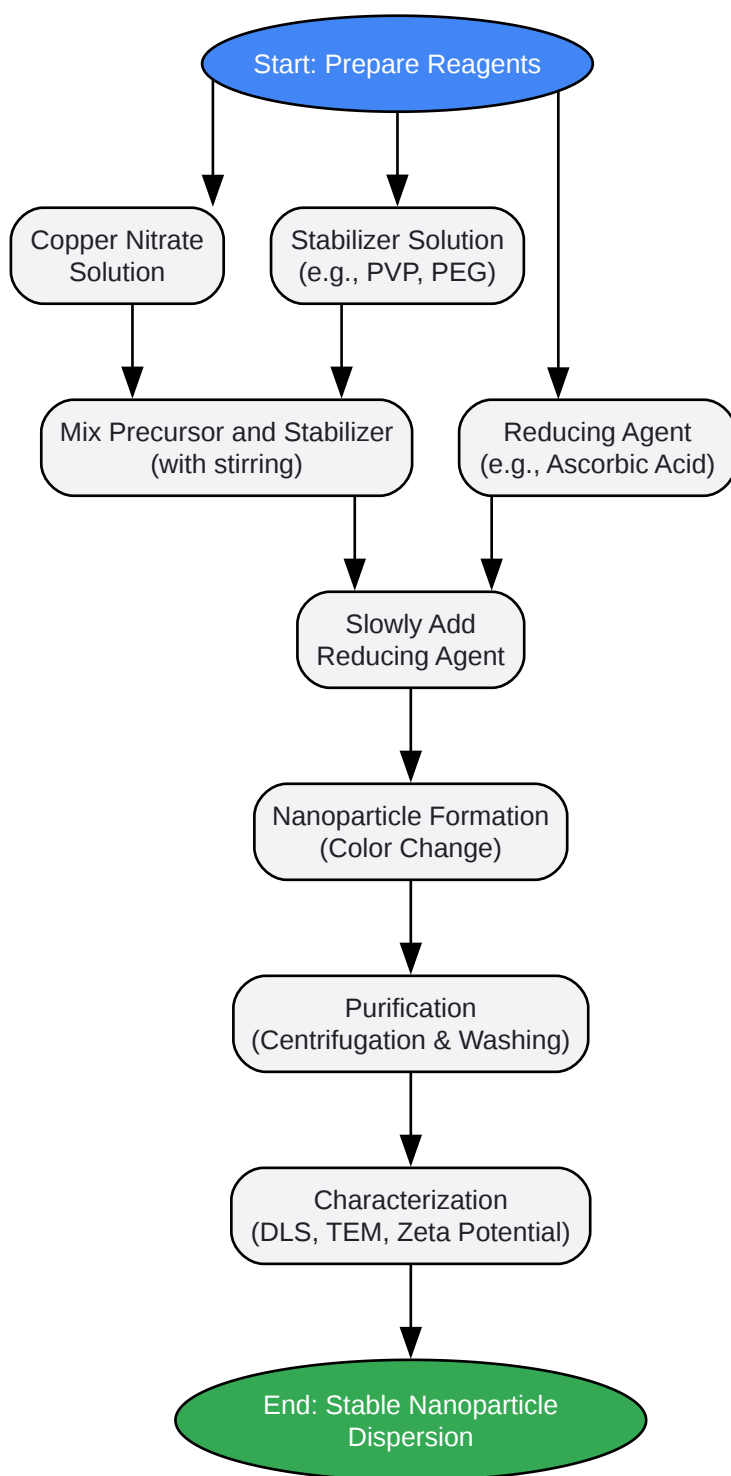 Start: Prepare Reagents
Copper Nitrate
Solution
Stabilizer Solution
(e.g., PVP, PEG)
Mix Precursor and Stabilizer
(with stirring)
Reducing Agent
(e.g., Ascorbic Acid)
Slowly Add
Reducing Agent
Nanoparticle Formation
(Color Change)
Purification
(Centrifugation & Washing)
Characterization
(DLS, TEM, Zeta Potential)
End: Stable Nanoparticle
Dispersion